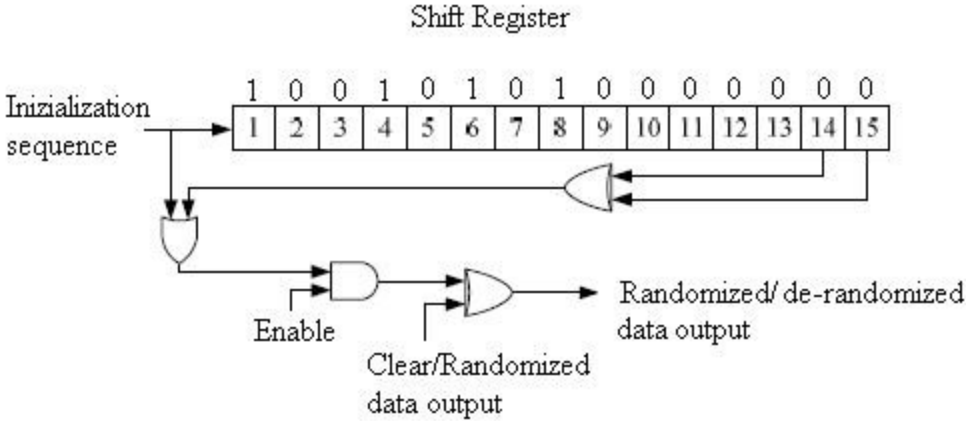 Shift Register
1 0 0 1 0 1 0 1 0 0 0 0 0 0 0
Inizialization
sequence
1 2 3 4 5 6 7 8 9 10 11 12 13 14 15
Enable
Clear/Randomized
data output
Randomized/ de-randomized
data output